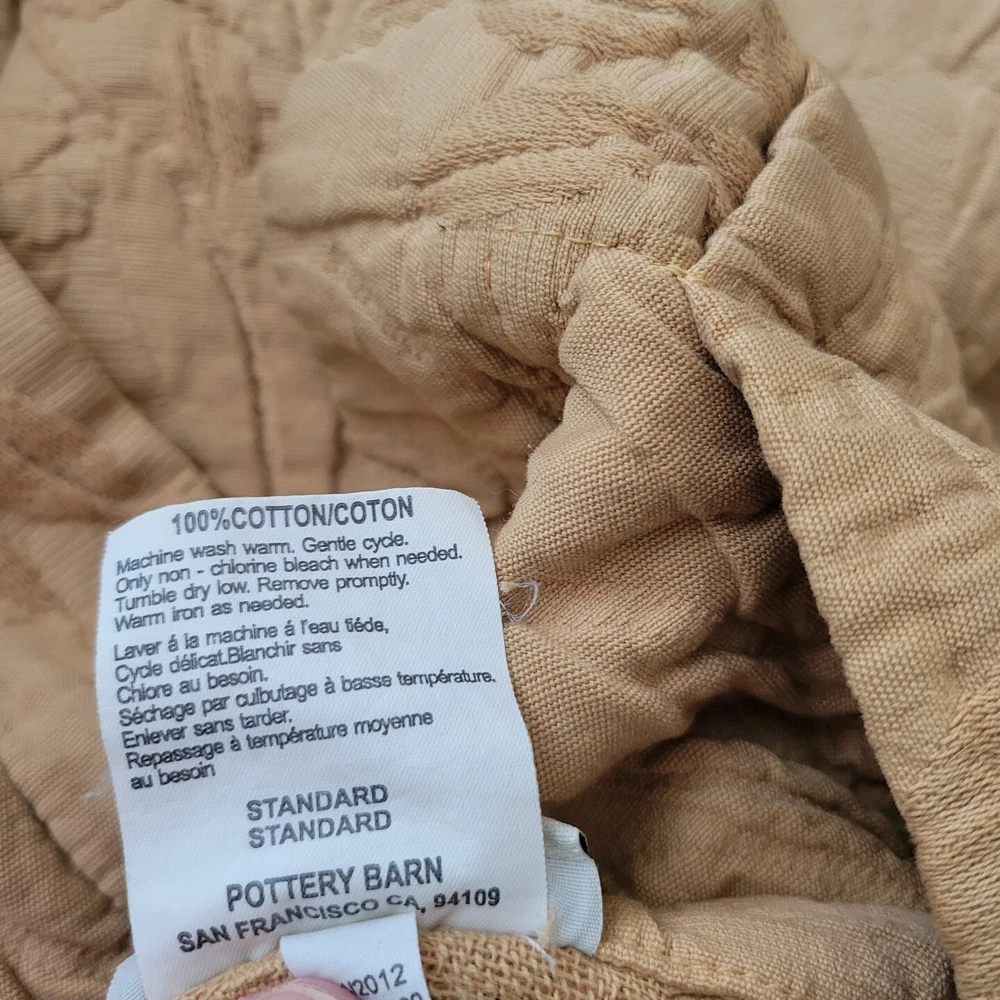 100%COTTON/COTON
Machine wash warm. Gentle cycle.
Only non - chlorine bleach when needed.
Tumble dry low. Remove promptly.
Warm iron as needed.
Laver á la machine á l'eau tiéde,
Cycle délicat.Blanchir sans
Chlore au besoin.
Séchage par culbutage à basse température.
Enlever sans tarder.
Repassage à température moyenne
au besoin
STANDARD
STANDARD
POTTERY BARN
SAN FRANCISCO CA, 94109
2012